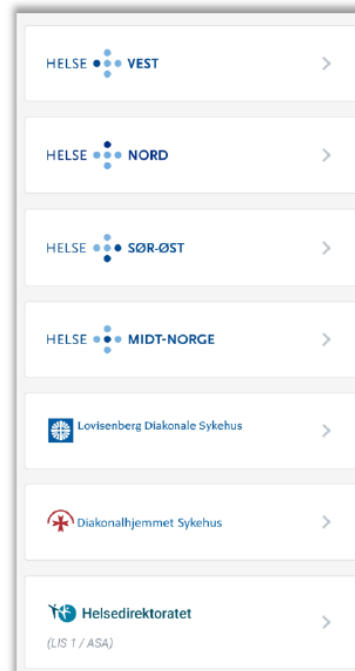 HELSE VEST
HELSE NORD
HELSE SØR-ØST
HELSE MIDT-NORGE
Lovisenberg Diakonale Sykehus
Diakonalhjemmet Sykehus
Helsedirektoratet
(LIS 1 / ASA)